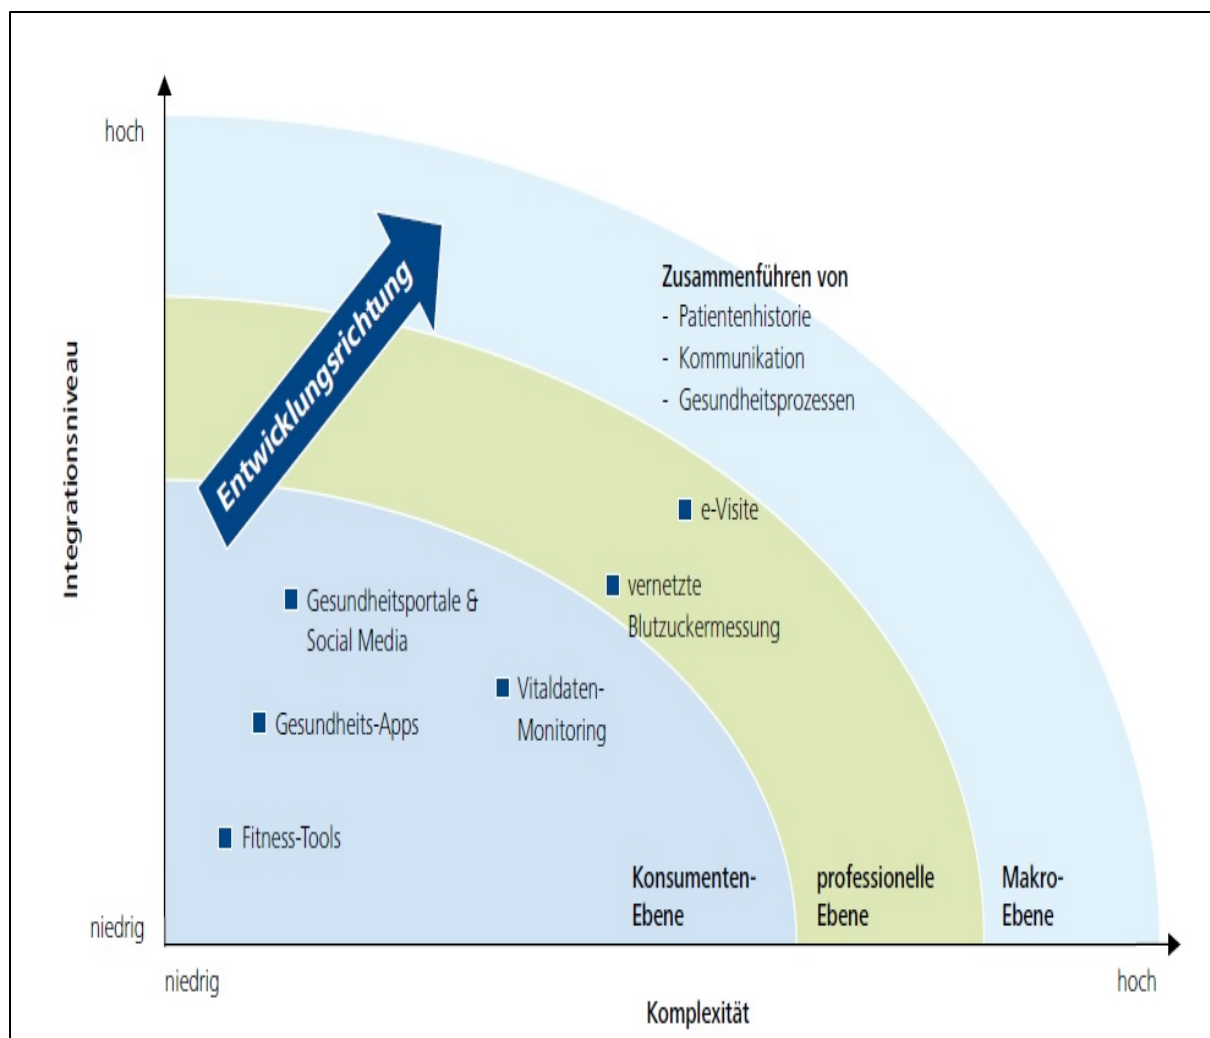 hoch
Entwicklungsrichtung
Zusammenführen von
- Patientenhistorie
- Kommunikation
- Gesundheitsprozessen
Integrationsniveau
e-Visite
vernetzte
Blutzuckermessung
Gesundheitsportale &
Social Media
Vitaldaten-
Monitoring
Gesundheits-Apps
Fitness-Tools
Konsumenten-
Ebene
professionelle
Ebene
Makro-
Ebene
niedrig
niedrig
hoch
Komplexität